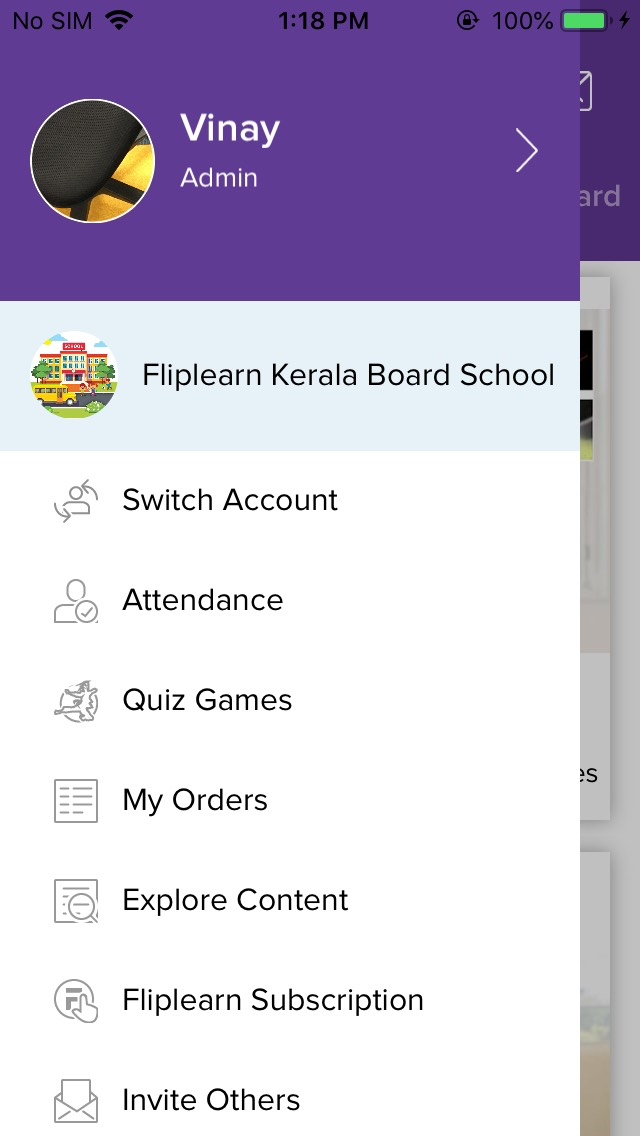 No SIM 1:18 PM 100%
Vinay
Admin
ard
SCHOOL
Fliplearn Kerala Board School
Switch Account
Attendance
Quiz Games
My Orders
es
Explore Content
Fliplearn Subscription
Invite Others